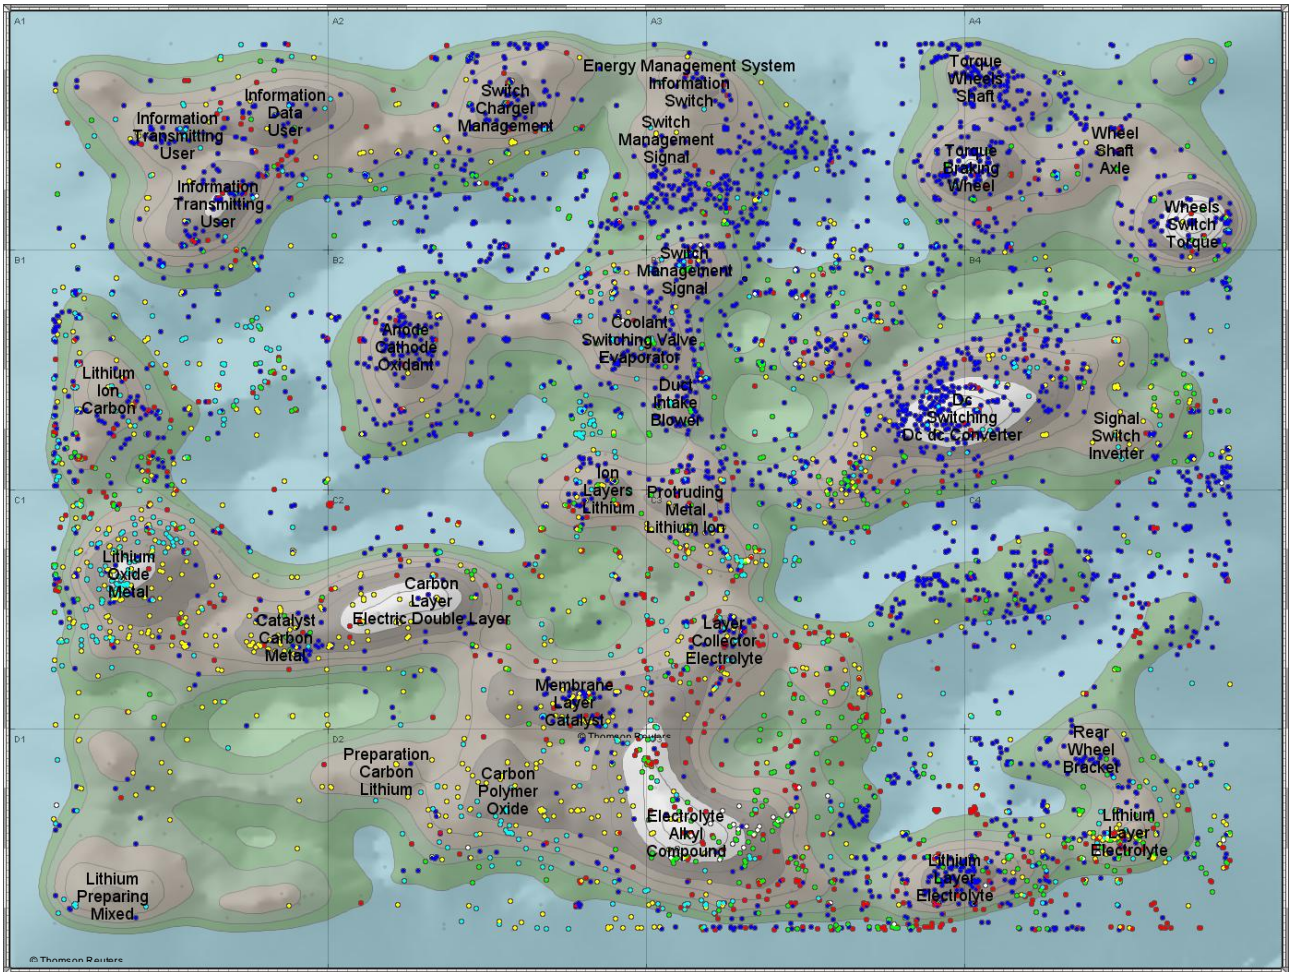 A1
A2
A3
A4
Energy Management System
Information
Switch
Torque
Wheels
Shaft
Switch
Charger
Management
Information
Data
User
Information
Transmitting
User
Switch
Management
Signal
Wheel
Shaft
Axle
Torque
Braking
Wheel
Information
Transmitting
User
Wheels
Switch
Torque
B1
B2
B4
Switch
Management
Signal
Anode
Cathode
Oxidant
Coolant
Switching Valve
Evaporator
Lithium
Ion
Carbon
Duct
Intake
Blower
Dc
Switching
Dc dc Converter
Signal
Switch
Inverter
Ion
Layers
Lithium
Protruding
Metal
Lithium Ion
C1
C2
C3
C4
Lithium
Oxide
Metal
Carbon
Layer
Electric Double Layer
Catalyst
Carbon
Metal
Layer
Collector
Electrolyte
Membrane
Layer
Catalyst
© Thomson Reuters
D1
D2
Rear
Wheel
Bracket
Preparation
Carbon
Lithium
Carbon
Polymer
Oxide
Electrolyte
Alkyl
Compound
Lithium
Layer
Electrolyte
Lithium
Layer
Electrolyte
Lithium
Preparing
Mixed
© Thomson Reuters